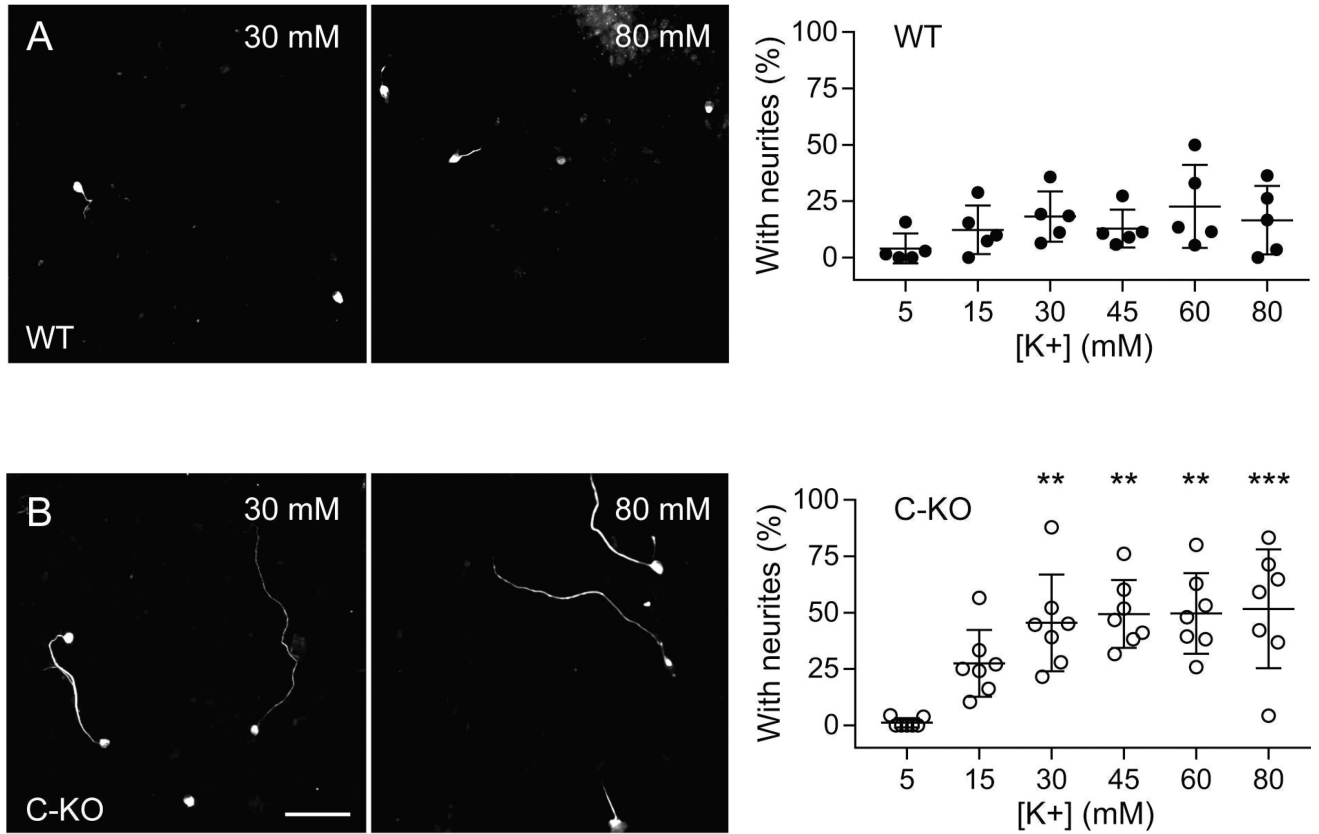 A
30 mM
80 mM
WT
With neurites (%)
100
75
50
25
0
WT
5 15 30 45 60 80
[K+] (mM)
B
30 mM
80 mM
C-KO
With neurites (%)
** ** ** ***
100
75
50
25
0
C-KO
5 15 30 45 60 80
[K+] (mM)